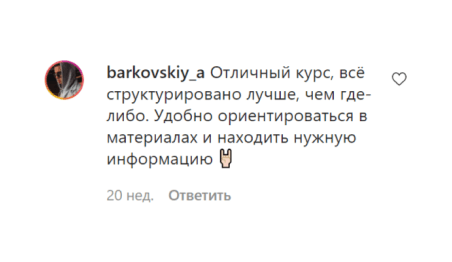 barkovskiy_a Отличный курс, всё
структурировано лучше, чем где-
либо. Удобно ориентироваться в
материалах и находить нужную
информацию 🤘🏻
20 нед. Ответить